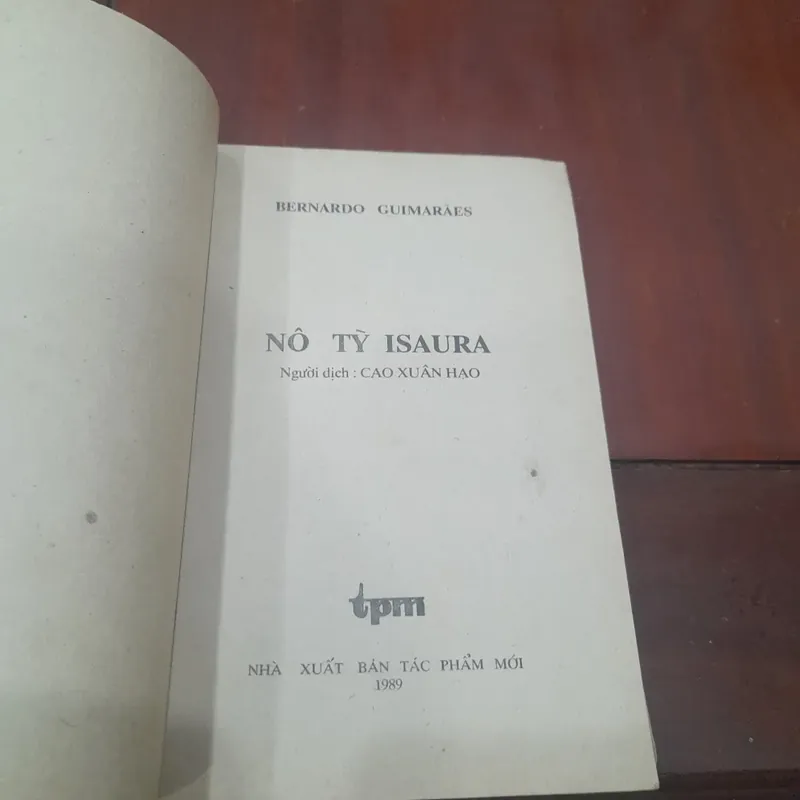 BERNARDO GUIMARÃES
NÔ TỲ ISAURA
Người dịch : CAO XUÂN HẠO
tpm
NHÀ XUẤT BẢN TÁC PHẨM MỚI
1989